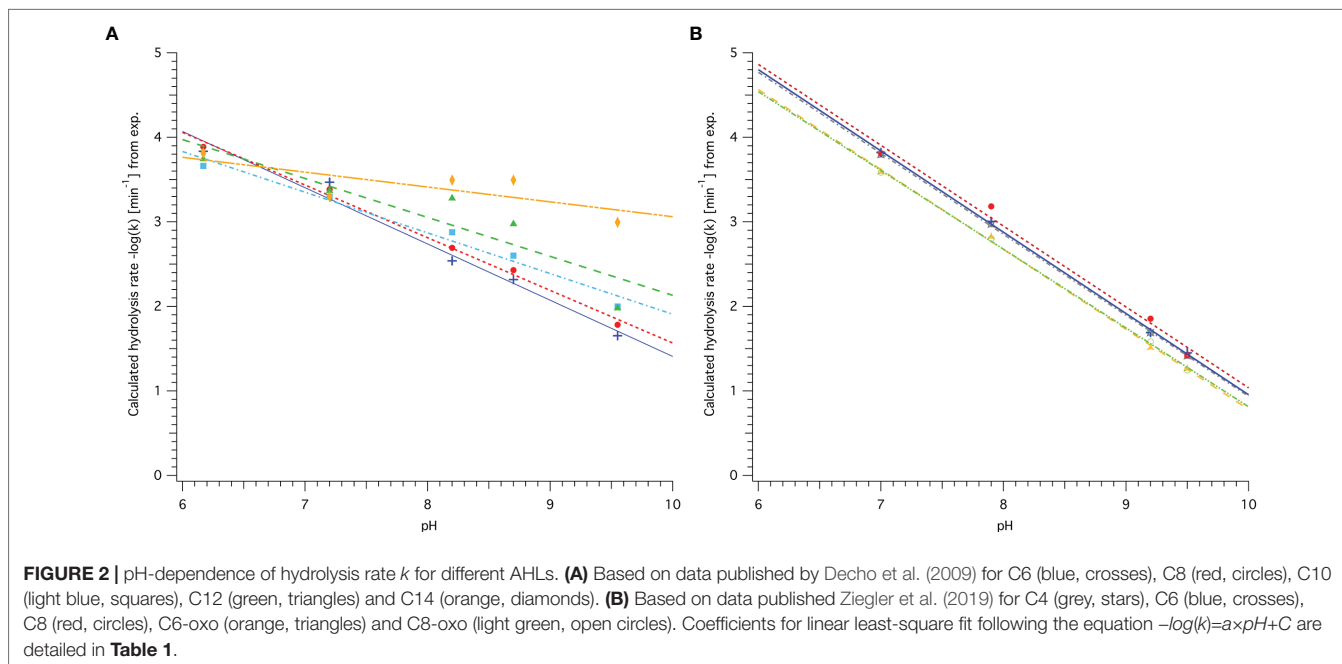 A
B
5
4
3
2
1
0
Calculated hydrolysis rate -log(k) [min⁻¹] from exp.
6 7 8 9 10
pH
5
4
3
2
1
0
Calculated hydrolysis rate -log(k) [min⁻¹] from exp.
6 7 8 9 10
pH
FIGURE 2 | pH-dependence of hydrolysis rate k for different AHLs. (A) Based on data published by Decho et al. (2009) for C6 (blue, crosses), C8 (red, circles), C10
(light blue, squares), C12 (green, triangles) and C14 (orange, diamonds). (B) Based on data published Ziegler et al. (2019) for C4 (grey, stars), C6 (blue, crosses),
C8 (red, circles), C6-oxo (orange, triangles) and C8-oxo (light green, open circles). Coefficients for linear least-square fit following the equation –log(k)=a×pH+C are
detailed in Table 1.